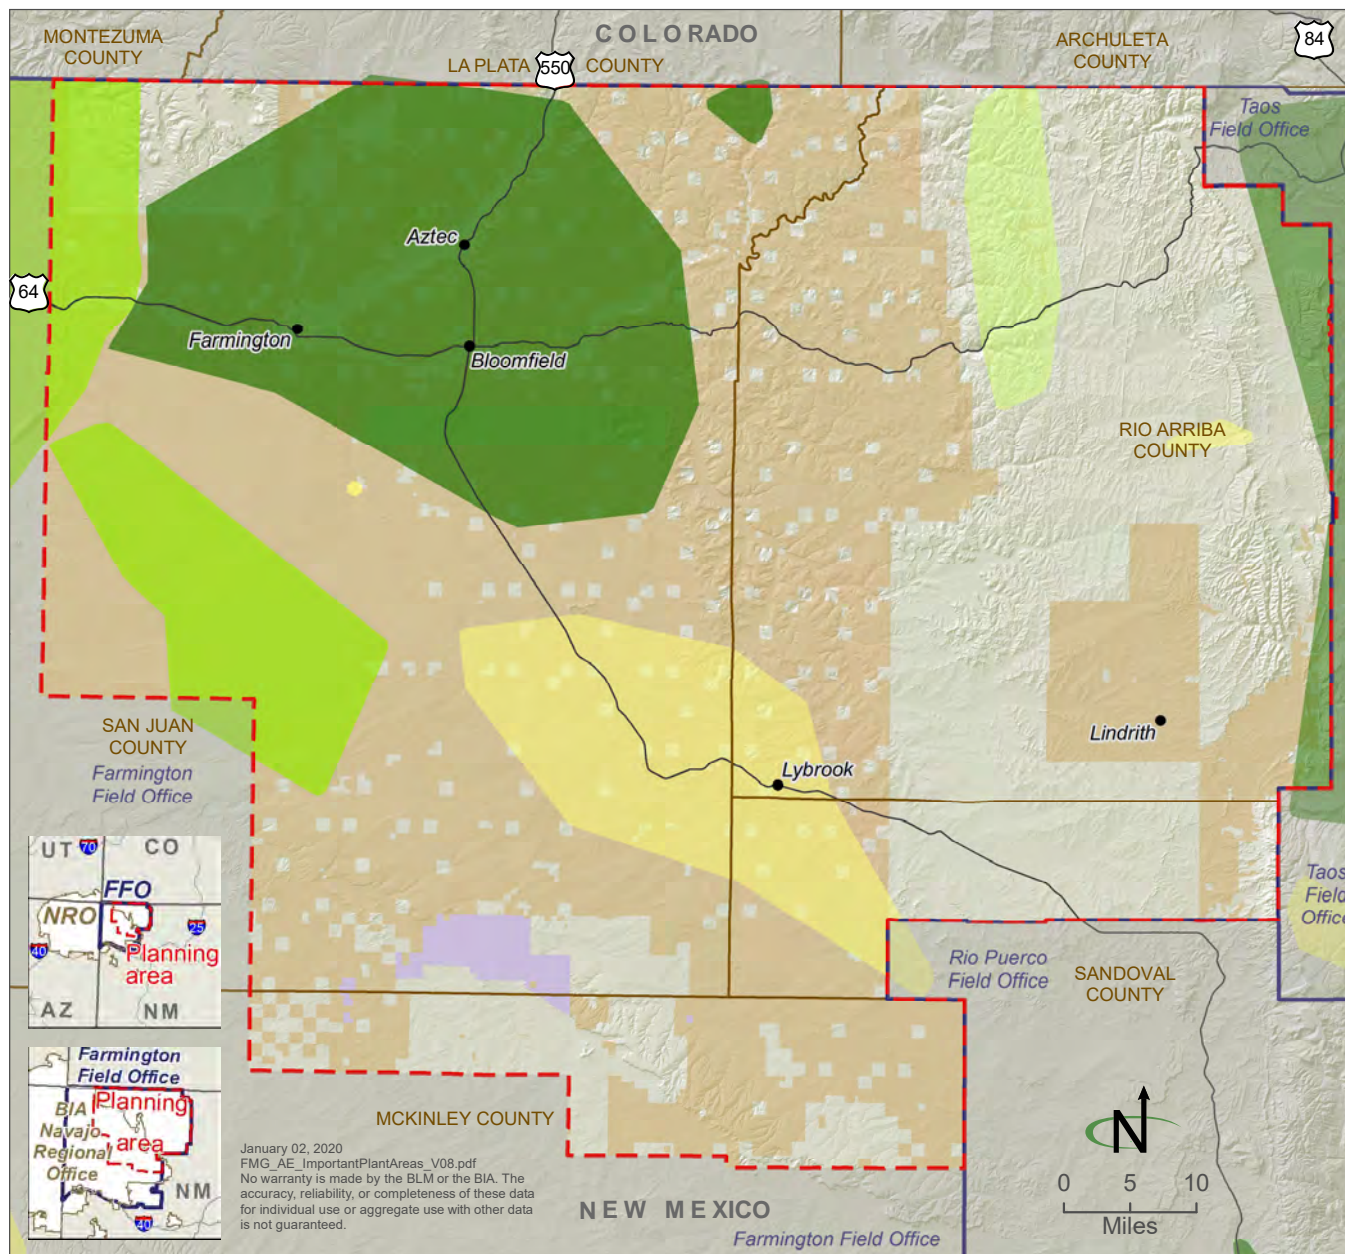 COLORADO
MONTEZUMA
COUNTY
LA PLATA
COUNTY
550
ARCHULETA
COUNTY
84
Taos
Field Office
Aztec
64
Farmington
Bloomfield
RIO ARRIBA
COUNTY
Lindrith
SAN JUAN
COUNTY
Farmington
Field Office
Lybrook
UT
70
CO
FFO
NRO
25
40
Planning
area
AZ
NM
Taos
Field
Office
Rio Puerco
Field Office
SANDOVAL
COUNTY
Farmington
Field Office
Planning
area
BIA
Navajo
Regional
Office
NM
40
MCKINLEY COUNTY
January 02, 2020
FMG_AE_ImportantPlantAreas_V08.pdf
No warranty is made by the BLM or the BIA. The
accuracy, reliability, or completeness of these data
for individual use or aggregate use with other data
is not guaranteed.
N
0 5 10
Miles
NEW MEXICO
Farmington Field Office